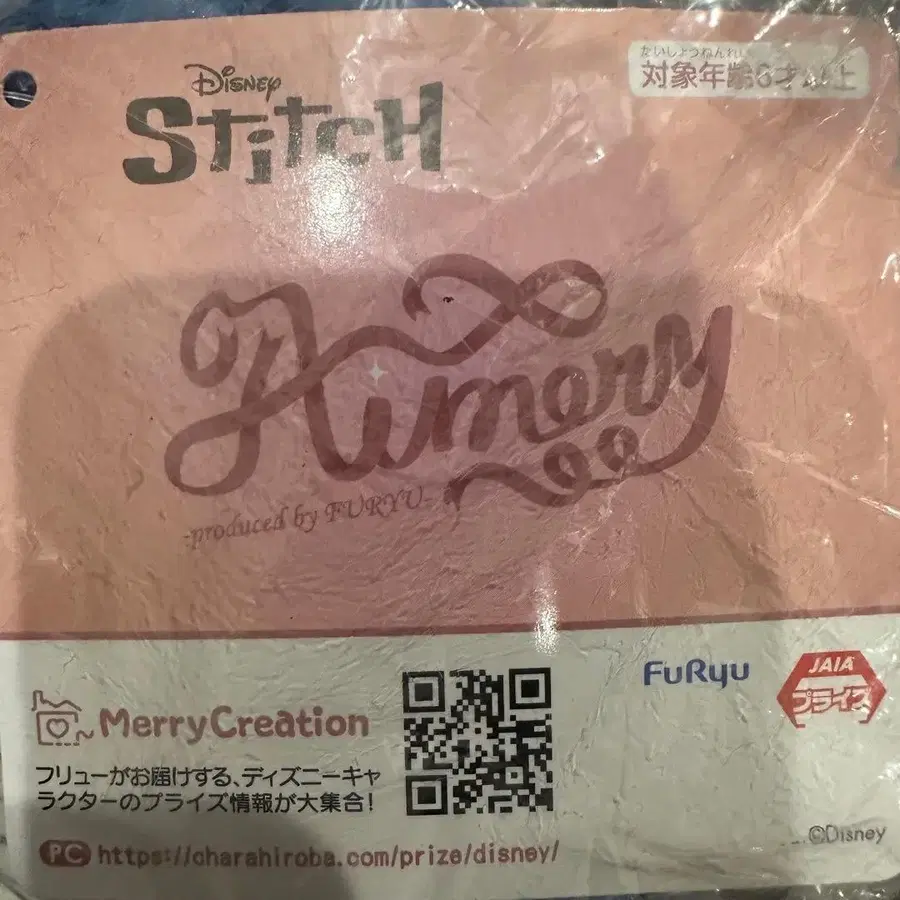 Disney
Stitch
たいしょうねんれい
対象年齢6才以上
Aimerry
-produced by FURYU-
FuRyu
JAIA
プライズ
MerryCreation
フリューがお届けする、ディズニーキャ
ラクターのプライズ情報が大集合!
PC https://charahiroba.com/prize/disney/
©Disney